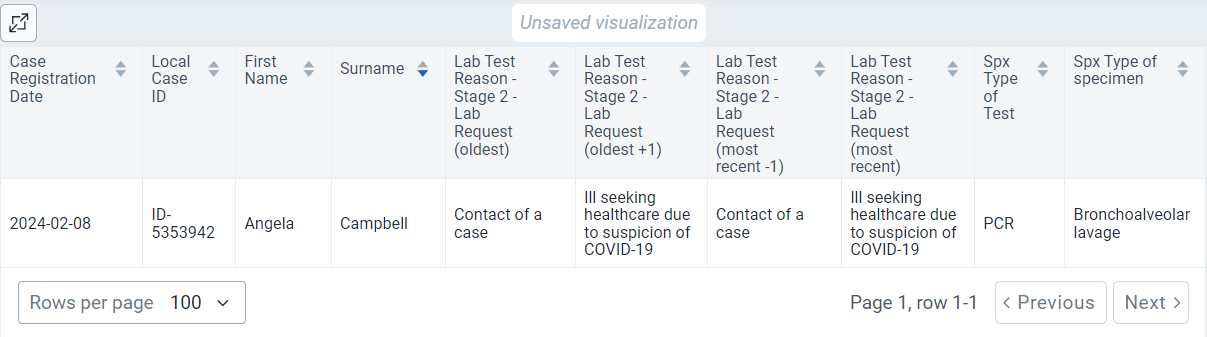 Unsaved visualization
Case
Registration
Date
Local
Case
ID
First
Name
Surname
Lab Test
Reason -
Stage 2 -
Lab
Request
(oldest)
Lab Test
Reason -
Stage 2 -
Lab
Request
(oldest +1)
Lab Test
Reason -
Stage 2 -
Lab
Request
(most
recent -1)
Lab Test
Reason -
Stage 2 -
Lab
Request
(most
recent)
Spx
Type
of
Test
Spx Type of
specimen
2024-02-08
ID-
5353942
Angela
Campbell
Contact of a
case
Ill seeking
healthcare due
to suspicion of
COVID-19
Contact of a
case
Ill seeking
healthcare due
to suspicion of
COVID-19
PCR
Bronchoalveolar
lavage
Rows per page 100
Page 1, row 1-1
Previous
Next